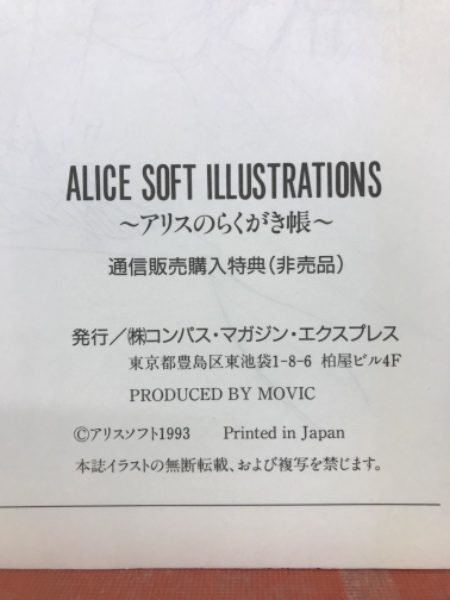 ALICE SOFT ILLUSTRATIONS
～アリスのらくがき帳～
通信販売購入特典(非売品)
発行／㈱コンパス・マガジン・エクスプレス
東京都豊島区東池袋1-8-6 柏屋ビル4F
PRODUCED BY MOVIC
©アリスソフト1993 Printed in Japan
本誌イラストの無断転載、および複写を禁じます。